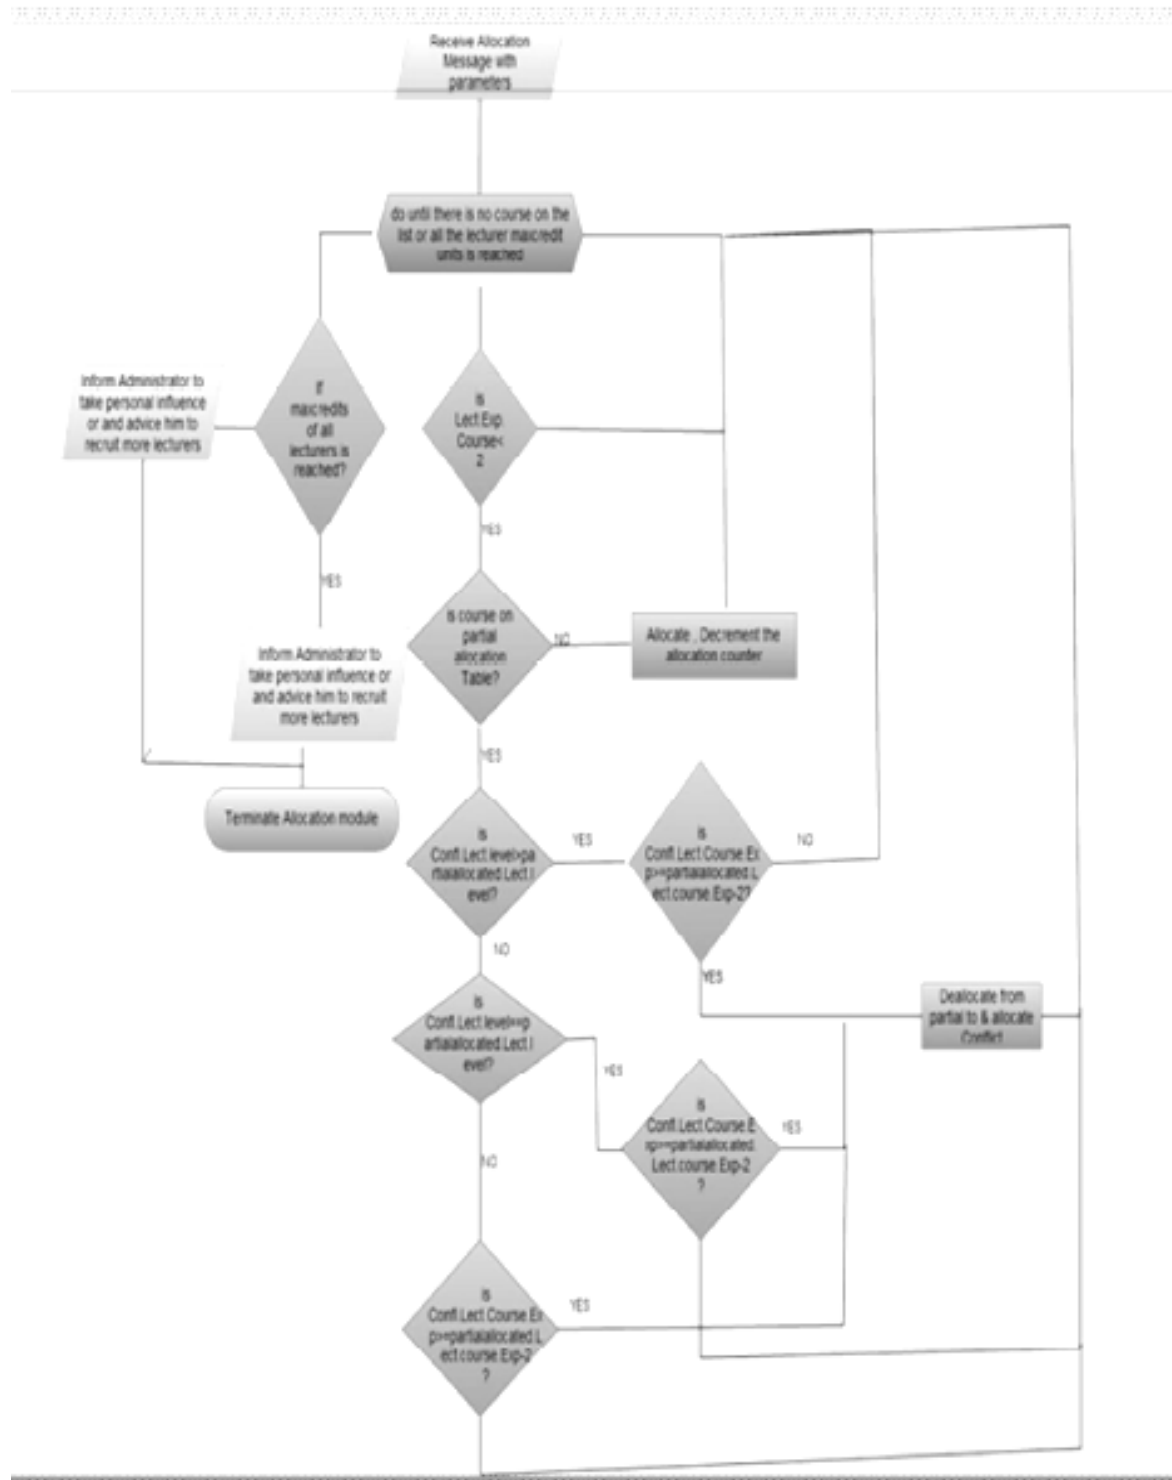 Receive Allocation
Message with
parameters
do until there is no course on the
list or all the lecturer maxcredit
units is reached
Inform Administrator to
take personal influence
or and advice him to
recruit more lecturers
If
maxcredits
of all
lecturers is
reached?
is
Lect.Exp.
Course<
2
YES
YES
is course on
partial
allocation
Table?
NO
Allocate , Decrement the
allocation counter
Inform Administrator to
take personal influence or
and advice him to recruit
more lecturers
YES
Terminate Allocation module
is
Confl.Lect.level>pa
rtialallocated.Lect.l
evel?
YES
is
Confl.Lect.Course.Ex
p>=partialallocated.L
ect.course.Exp-2?
NO
NO
YES
is
Confl.Lect.level==p
artialallocated.Lect.l
evel?
Deallocate from
partial to & allocate
Conflict
YES
is
Confl.Lect.Course.E
xp>=partialallocated.
Lect.course.Exp-2
?
YES
NO
is
Confl.Lect.Course.Ex
p>=partialallocated.L
ect.course.Exp-2
?
YES